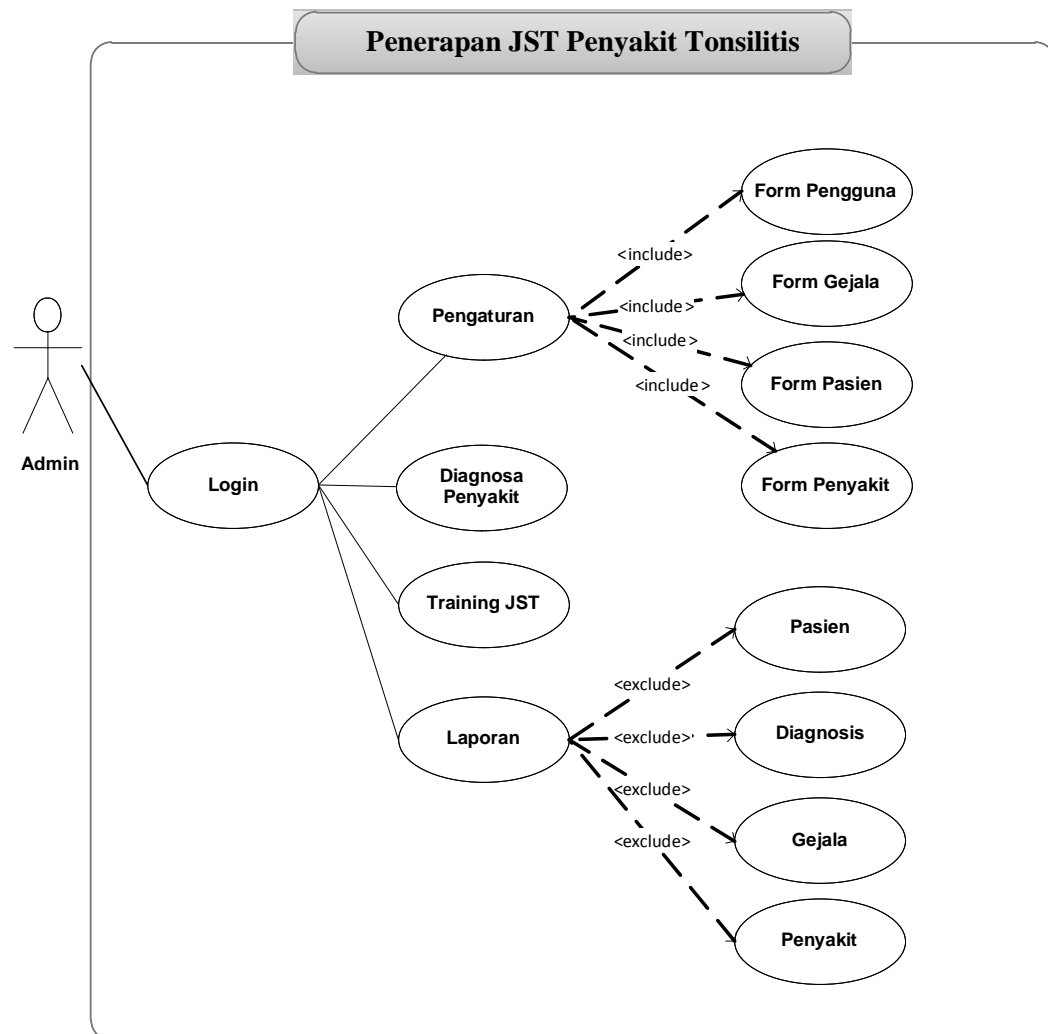 Penerapan JST Penyakit Tonsilitis
Form Pengguna
<include>
Form Gejala
Pengaturan
<include>
<include>
Form Pasien
<include>
Admin
Login
Diagnosa
Penyakit
Form Penyakit
Training JST
Pasien
<exclude>
Laporan
<exclude>
Diagnosis
<exclude>
<exclude>
Gejala
Penyakit